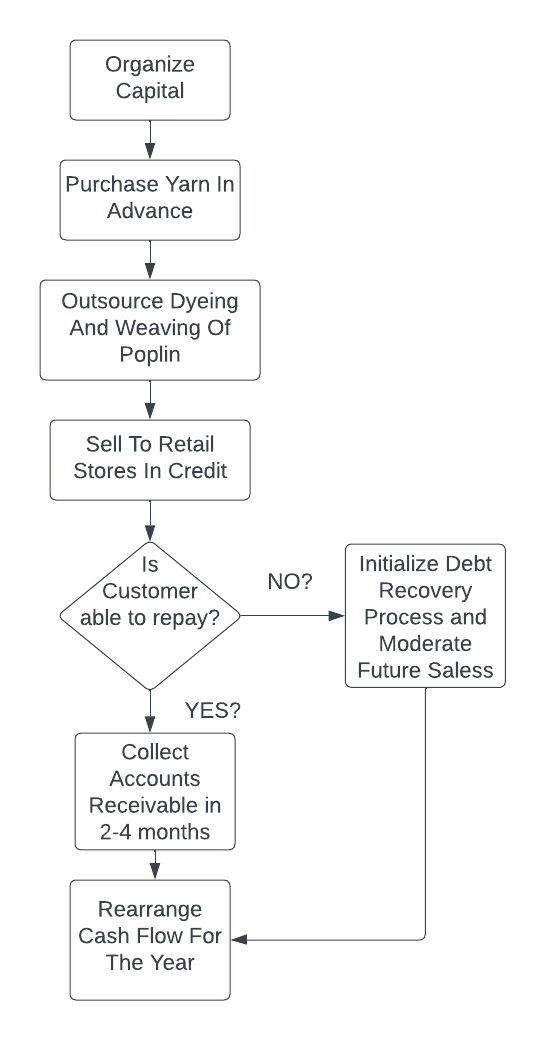 Organize
Capital
Purchase Yarn In
Advance
Outsource Dyeing
And Weaving Of
Poplin
Sell To Retail
Stores In Credit
Is
Customer
able to repay?
NO?
Initialize Debt
Recovery
Process and
Moderate
Future Saless
YES?
Collect
Accounts
Receivable in
2-4 months
Rearrange
Cash Flow For
The Year